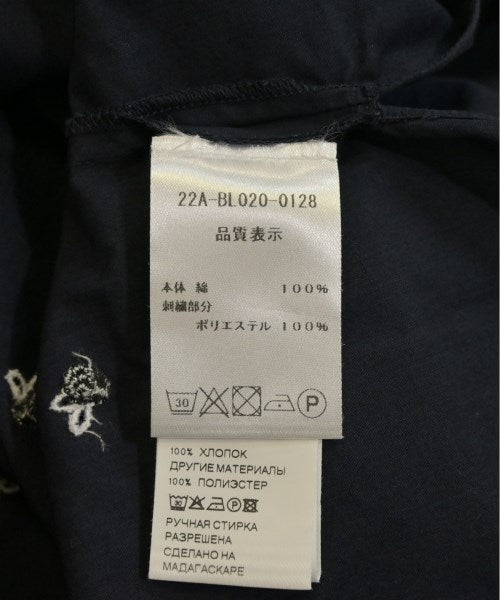 22A-BL020-0128
品質表示
本体 綿 100%
刺繍部分
ポリエステル 100%
30 P
100% ХЛОПОК
ДРУГИЕ МАТЕРИАЛЫ
100% ПОЛИЭСТЕР
30 P
РУЧНАЯ СТИРКА
РАЗРЕШЕНА
СДЕЛАНО НА
МАДАГАСКАРЕ